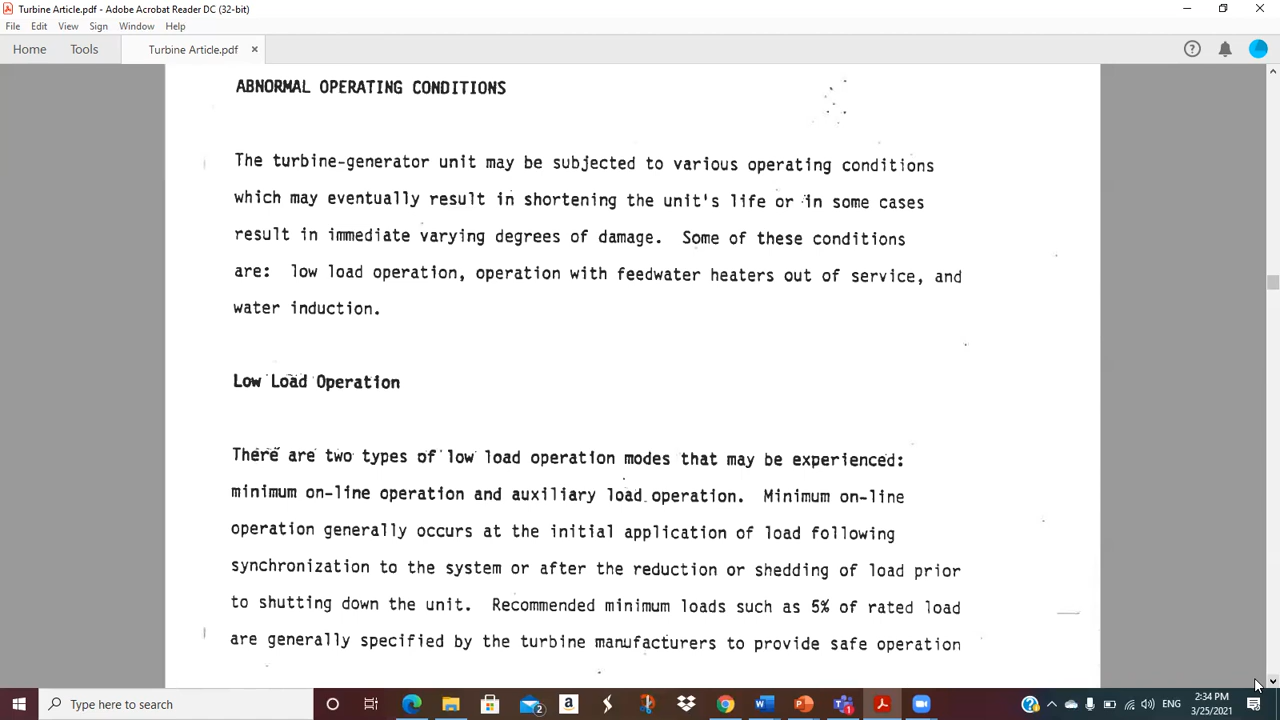 Turbine Article.pdf - Adobe Acrobat Reader DC (32-bit)
File Edit View Sign Window Help
Home Tools Turbine Article.pdf ×
ABNORMAL OPERATING CONDITIONS
The turbine-generator unit may be subjected to various operating conditions
which may eventually result in shortening the unit's life or in some cases
result in immediate varying degrees of damage. Some of these conditions
are: low load operation, operation with feedwater heaters out of service, and
water induction.
Low Load Operation
There are two types of low load operation modes that may be experienced:
minimum on-line operation and auxiliary load operation. Minimum on-line
operation generally occurs at the initial application of load following
synchronization to the system or after the reduction or shedding of load prior
to shutting down the unit. Recommended minimum loads such as 5% of rated load
are generally specified by the turbine manufacturers to provide safe operation
Type here to search
ENG
2:34 PM
3/25/2021